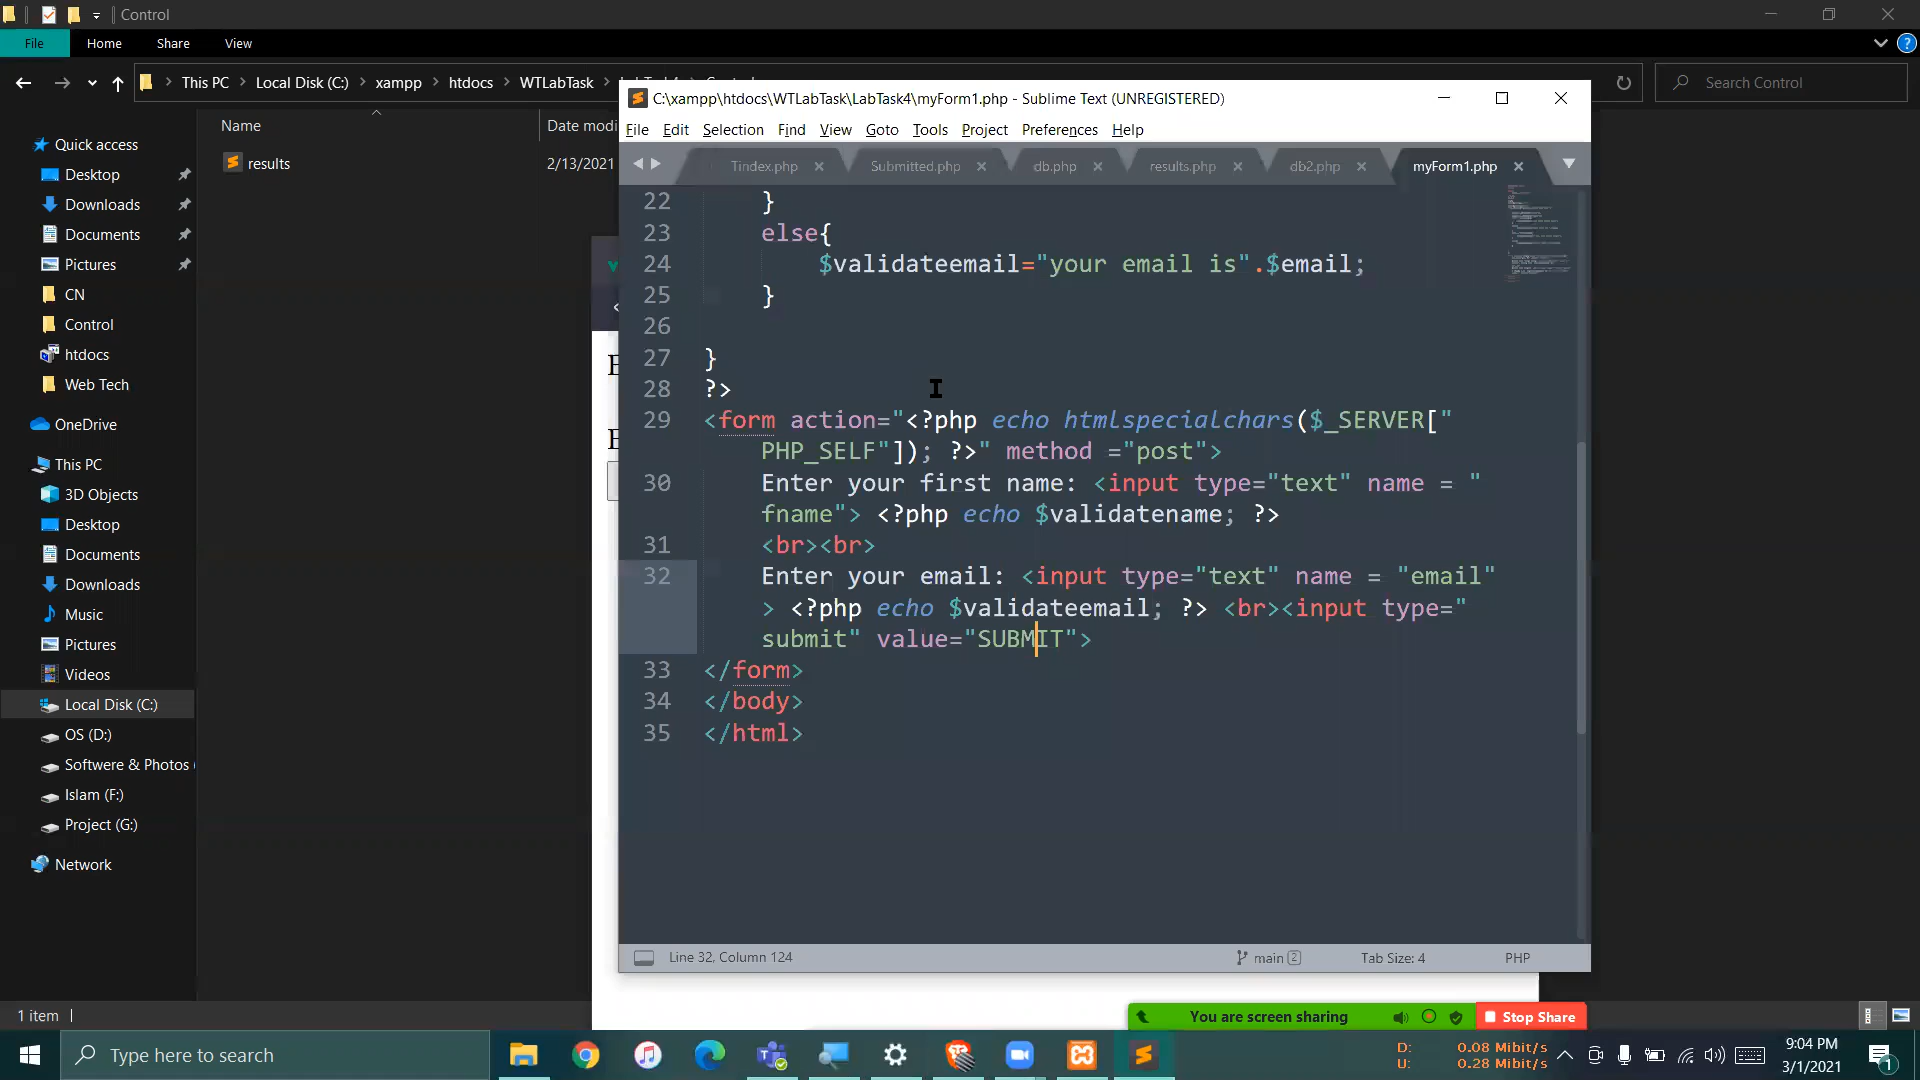 Control
File Home Share View
This PC Local Disk (C:) xampp htdocs WTLabTask
Search Control
Name Date modi
results 2/13/2021
Quick access
Desktop
Downloads
Documents
Pictures
CN
Control
htdocs
Web Tech
OneDrive
This PC
3D Objects
Desktop
Documents
Downloads
Music
Pictures
Videos
Local Disk (C:)
OS (D:)
Softwere & Photos
Islam (F:)
Project (G:)
Network
1 item
C:\xampp\htdocs\WTLabTask\LabTask4\myForm1.php - Sublime Text (UNREGISTERED)
File Edit Selection Find View Goto Tools Project Preferences Help
Tindex.php Submitted.php db.php results.php db2.php myForm1.php
22 }
23 else{
24 $validateemail="your email is".$email;
25 }
26
27 }
28 ?>
29 <form action="<?php echo htmlspecialchars($_SERVER["
PHP_SELF"]); ?>" method ="post">
30 Enter your first name: <input type="text" name = "
fname"> <?php echo $validatename; ?>
31 <br><br>
32 Enter your email: <input type="text" name = "email"
> <?php echo $validateemail; ?> <br><input type="
submit" value="SUBMIT">
33 </form>
34 </body>
35 </html>
Line 32, Column 124 main 2 Tab Size: 4 PHP
You are screen sharing Stop Share
Type here to search
D: 0.08 Mibit/s
U: 0.28 Mibit/s
9:04 PM
3/1/2021
1